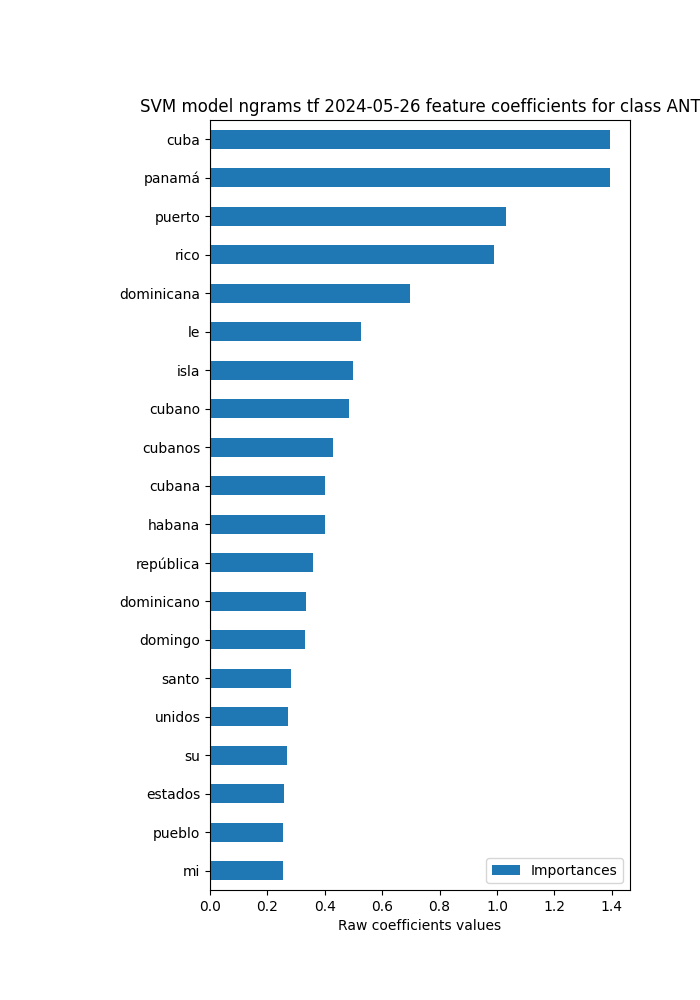 SVM model ngrams tf 2024-05-26 feature coefficients for class ANT
cuba
panamá
puerto
rico
dominicana
le
isla
cubano
cubanos
cubana
habana
república
dominicano
domingo
santo
unidos
su
estados
pueblo
mi
Importances
0.0 0.2 0.4 0.6 0.8 1.0 1.2 1.4
Raw coefficients values